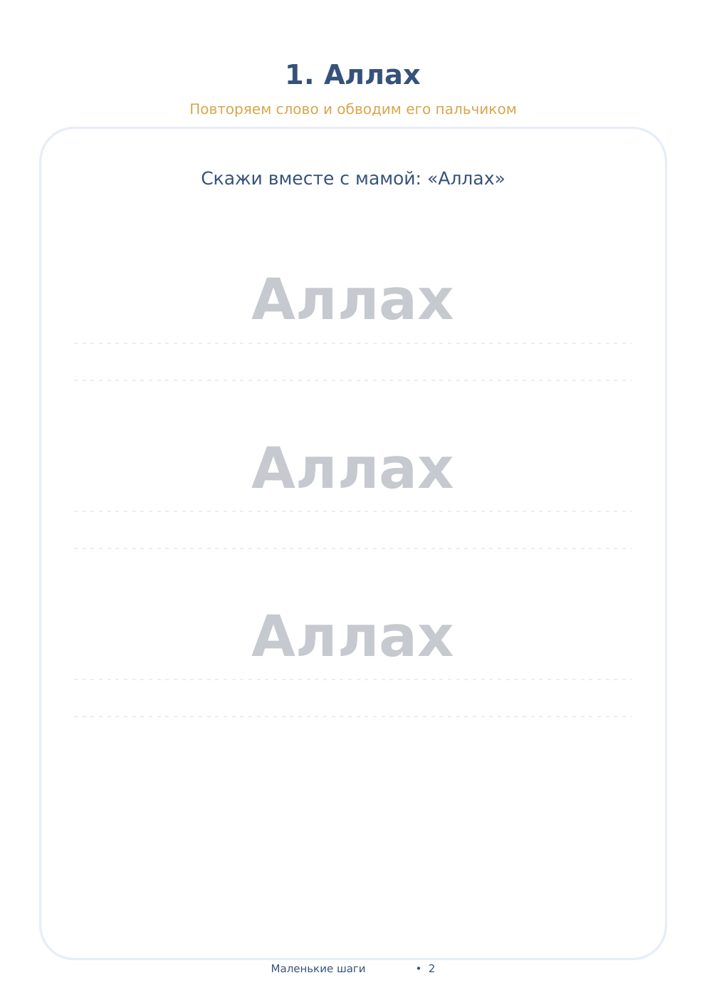 1. Аллах
Повторяем слово и обводим его пальчиком
Скажи вместе с мамой: «Аллах»
Аллах
Аллах
Аллах
Маленькие шаги • 2